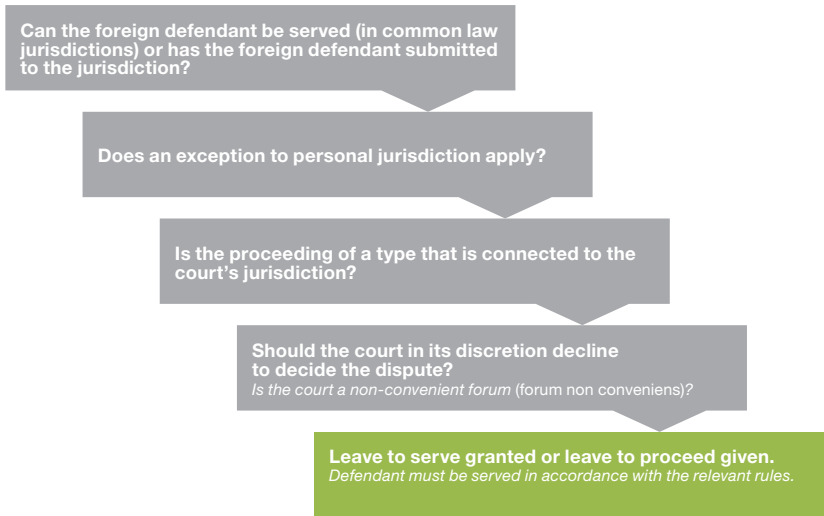 Can the foreign defendant be served (in common law
jurisdictions) or has the foreign defendant submitted
to the jurisdiction?
Does an exception to personal jurisdiction apply?
Is the proceeding of a type that is connected to the
court's jurisdiction?
Should the court in its discretion decline
to decide the dispute?
Is the court a non-convenient forum (forum non conveniens)?
Leave to serve granted or leave to proceed given.
Defendant must be served in accordance with the relevant rules.